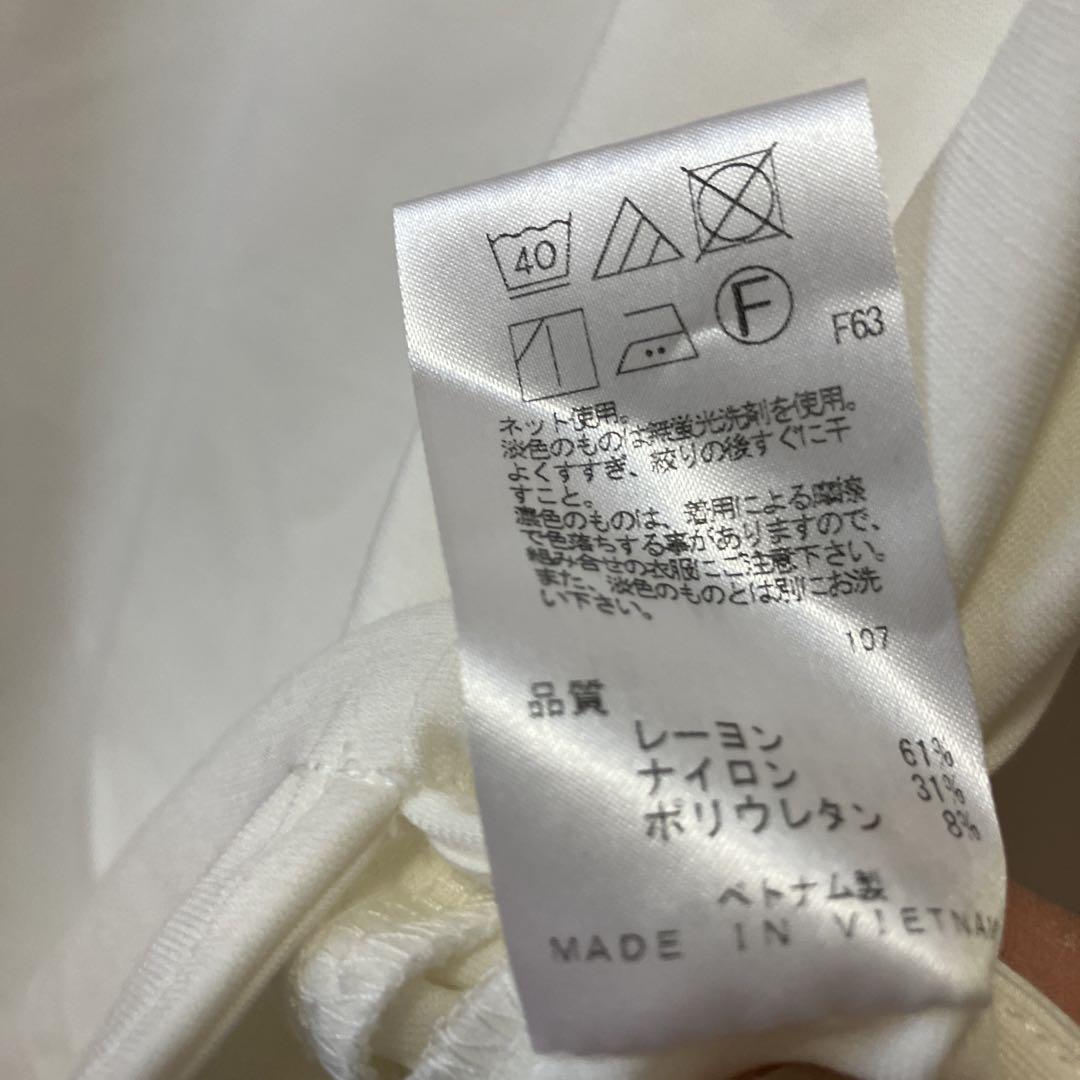 40
F
F63
ネット使用。
淡色のものは無蛍光洗剤を使用。
よくすすぎ、絞りの後すぐに干
すこと。
濃色のものは、着用による摩擦
で色落ちする事がありますので、
組み合せの衣服にご注意下さい。
また、淡色のものとは別にお洗
い下さい。
107
品質
レーヨン 61%
ナイロン 31%
ポリウレタン 8%
ベトナム製
MADE IN VIETNAM